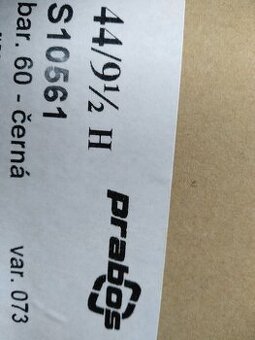 44/9½ H
prabos
S10561
bar. 60 - černá var. 073